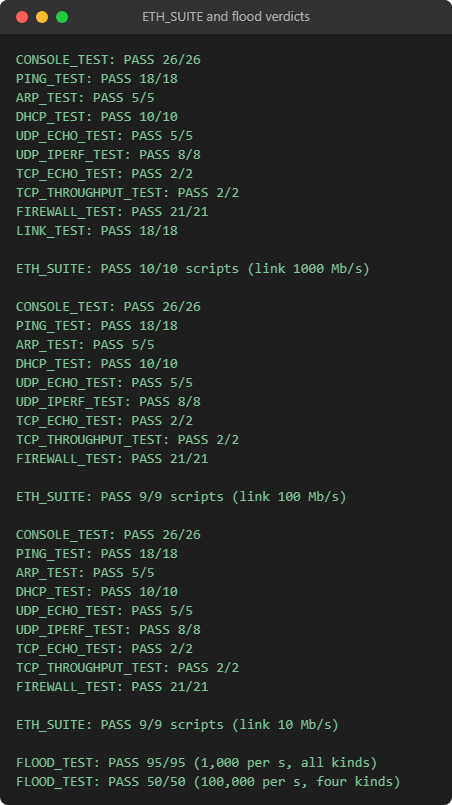 ETH_SUITE and flood verdicts
CONSOLE_TEST: PASS 26/26
PING_TEST: PASS 18/18
ARP_TEST: PASS 5/5
DHCP_TEST: PASS 10/10
UDP_ECHO_TEST: PASS 5/5
UDP_IPERF_TEST: PASS 8/8
TCP_ECHO_TEST: PASS 2/2
TCP_THROUGHPUT_TEST: PASS 2/2
FIREWALL_TEST: PASS 21/21
LINK_TEST: PASS 18/18
ETH_SUITE: PASS 10/10 scripts (link 1000 Mb/s)
CONSOLE_TEST: PASS 26/26
PING_TEST: PASS 18/18
ARP_TEST: PASS 5/5
DHCP_TEST: PASS 10/10
UDP_ECHO_TEST: PASS 5/5
UDP_IPERF_TEST: PASS 8/8
TCP_ECHO_TEST: PASS 2/2
TCP_THROUGHPUT_TEST: PASS 2/2
FIREWALL_TEST: PASS 21/21
ETH_SUITE: PASS 9/9 scripts (link 100 Mb/s)
CONSOLE_TEST: PASS 26/26
PING_TEST: PASS 18/18
ARP_TEST: PASS 5/5
DHCP_TEST: PASS 10/10
UDP_ECHO_TEST: PASS 5/5
UDP_IPERF_TEST: PASS 8/8
TCP_ECHO_TEST: PASS 2/2
TCP_THROUGHPUT_TEST: PASS 2/2
FIREWALL_TEST: PASS 21/21
ETH_SUITE: PASS 9/9 scripts (link 10 Mb/s)
FLOOD_TEST: PASS 95/95 (1,000 per s, all kinds)
FLOOD_TEST: PASS 50/50 (100,000 per s, four kinds)